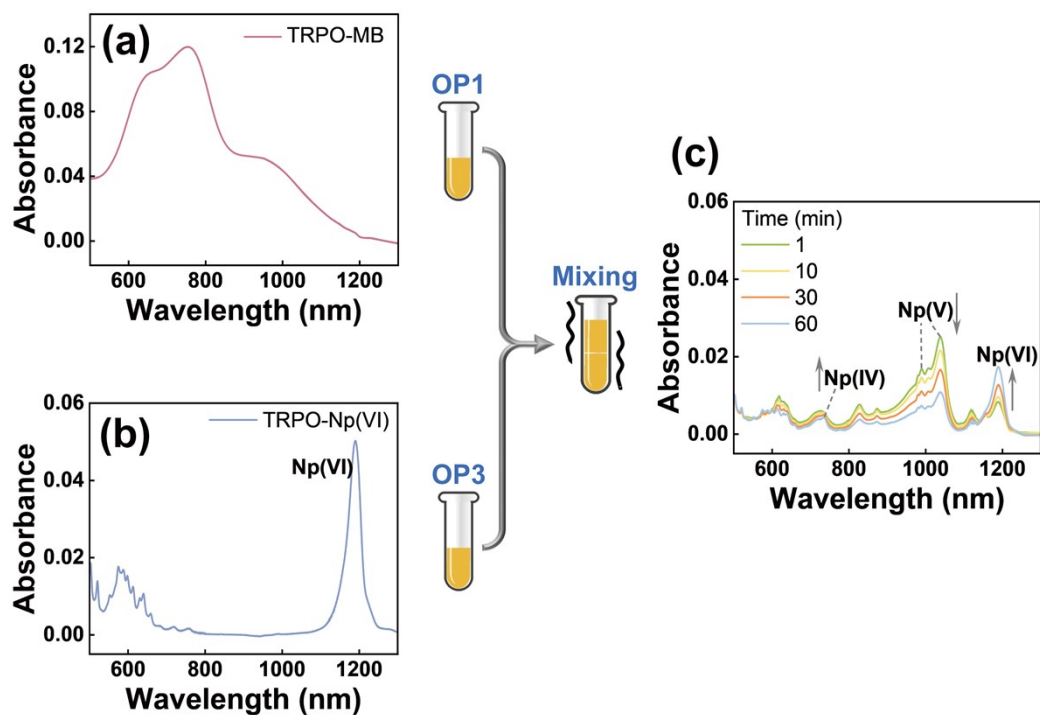 (a)
TRPO-MB
0.12
0.08
0.04
0.00
Absorbance
600 800 1000 1200
Wavelength (nm)
(b)
TRPO-Np(VI)
Np(VI)
0.06
0.04
0.02
0.00
Absorbance
600 800 1000 1200
Wavelength (nm)
OP1
OP3
Mixing
(c)
0.06
0.04
0.02
0.00
Absorbance
Time (min)
1
10
30
60
Np(IV)
Np(V)
Np(VI)
600 800 1000 1200
Wavelength (nm)